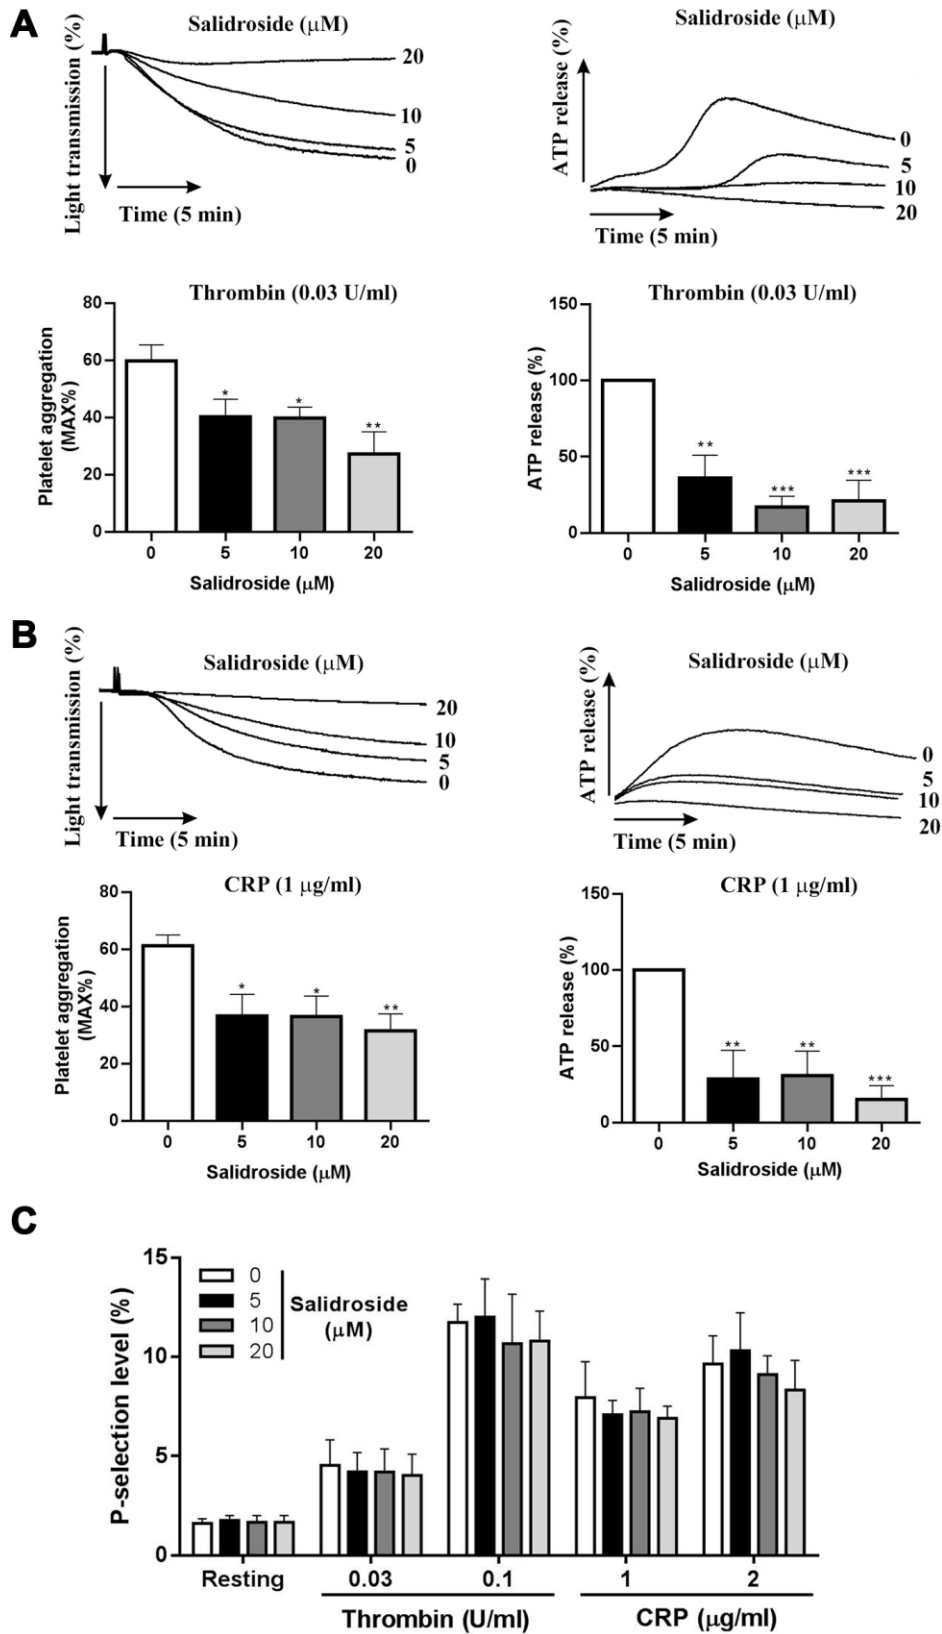 A
Salidroside (μM)
Light transmission (%)
20
10
5
0
Time (5 min)
Salidroside (μM)
ATP release (%)
0
5
10
20
Time (5 min)
Thrombin (0.03 U/ml)
Platelet aggregation
(MAX%)
80
60
40
20
0
*
*
**
0 5 10 20
Salidroside (μM)
Thrombin (0.03 U/ml)
ATP release (%)
150
100
50
0
**
***
***
0 5 10 20
Salidroside (μM)
B
Salidroside (μM)
Light transmission (%)
20
10
5
0
Time (5 min)
Salidroside (μM)
ATP release (%)
0
5
10
20
Time (5 min)
CRP (1 μg/ml)
Platelet aggregation
(MAX%)
80
60
40
20
0
*
*
**
0 5 10 20
Salidroside (μM)
CRP (1 μg/ml)
ATP release (%)
150
100
50
0
**
**
***
0 5 10 20
Salidroside (μM)
C
P-selection level (%)
15
10
5
0
0
5
10
20
Salidroside
(μM)
Resting 0.03 0.1 1 2
Thrombin (U/ml) CRP (μg/ml)